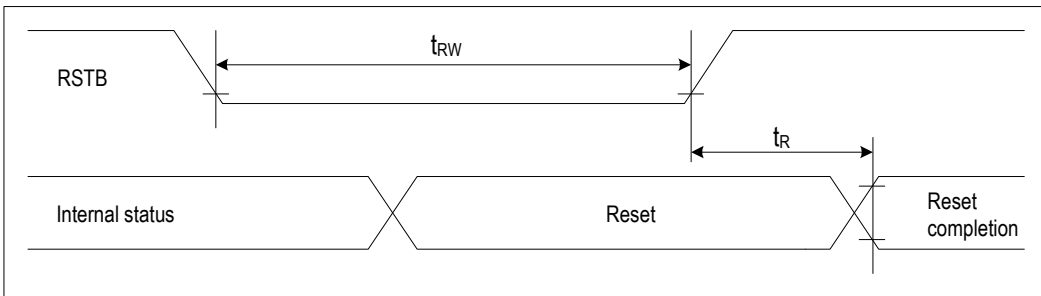 tRW
RSTB
tR
Internal status
Reset
Reset
completion